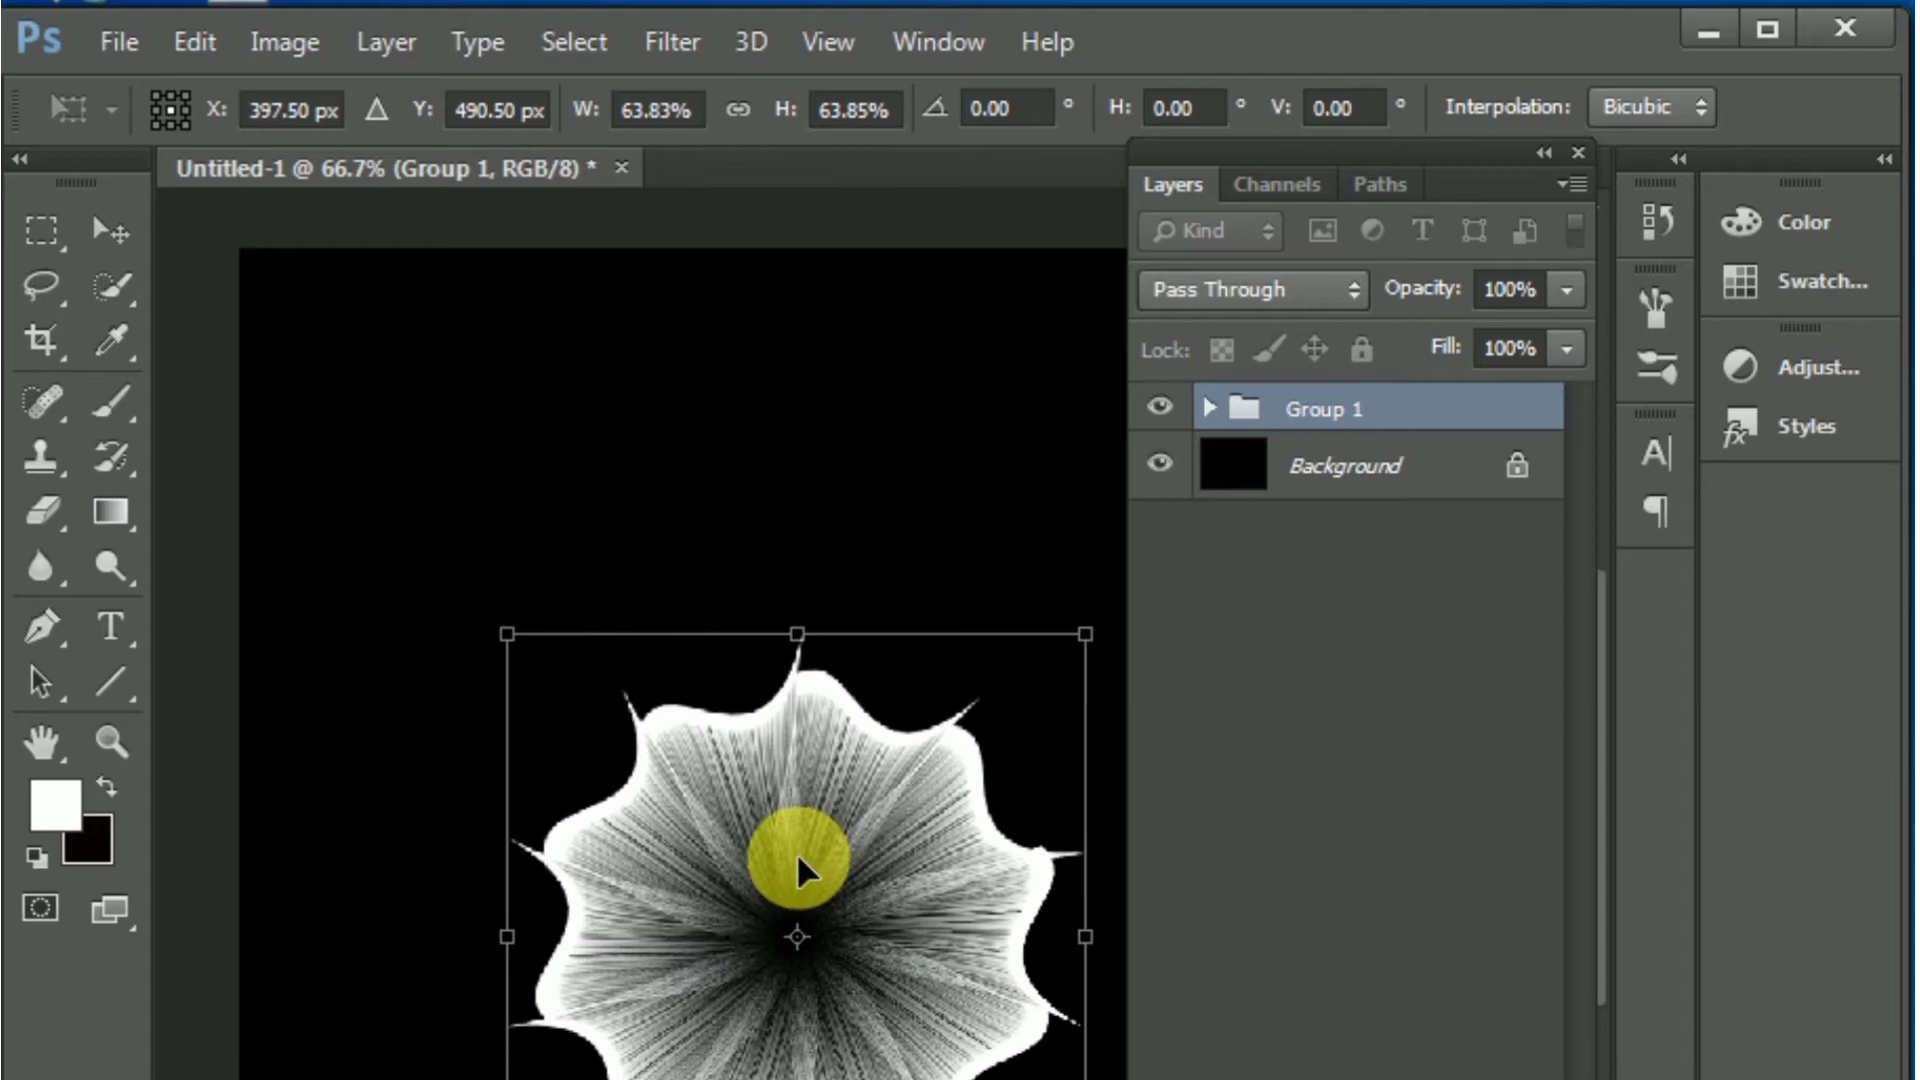 Ps File Edit Image Layer Type Select Filter 3D View Window Help
X: 397.50 px Y: 490.50 px W: 63.83% H: 63.85% 0.00 ° H: 0.00 ° V: 0.00 ° Interpolation: Bicubic
Untitled-1 @ 66.7% (Group 1, RGB/8) * ×
Layers Channels Paths
Kind
Pass Through Opacity: 100%
Lock: Fill: 100%
Group 1
Background
Color
Swatch...
Adjust...
Styles